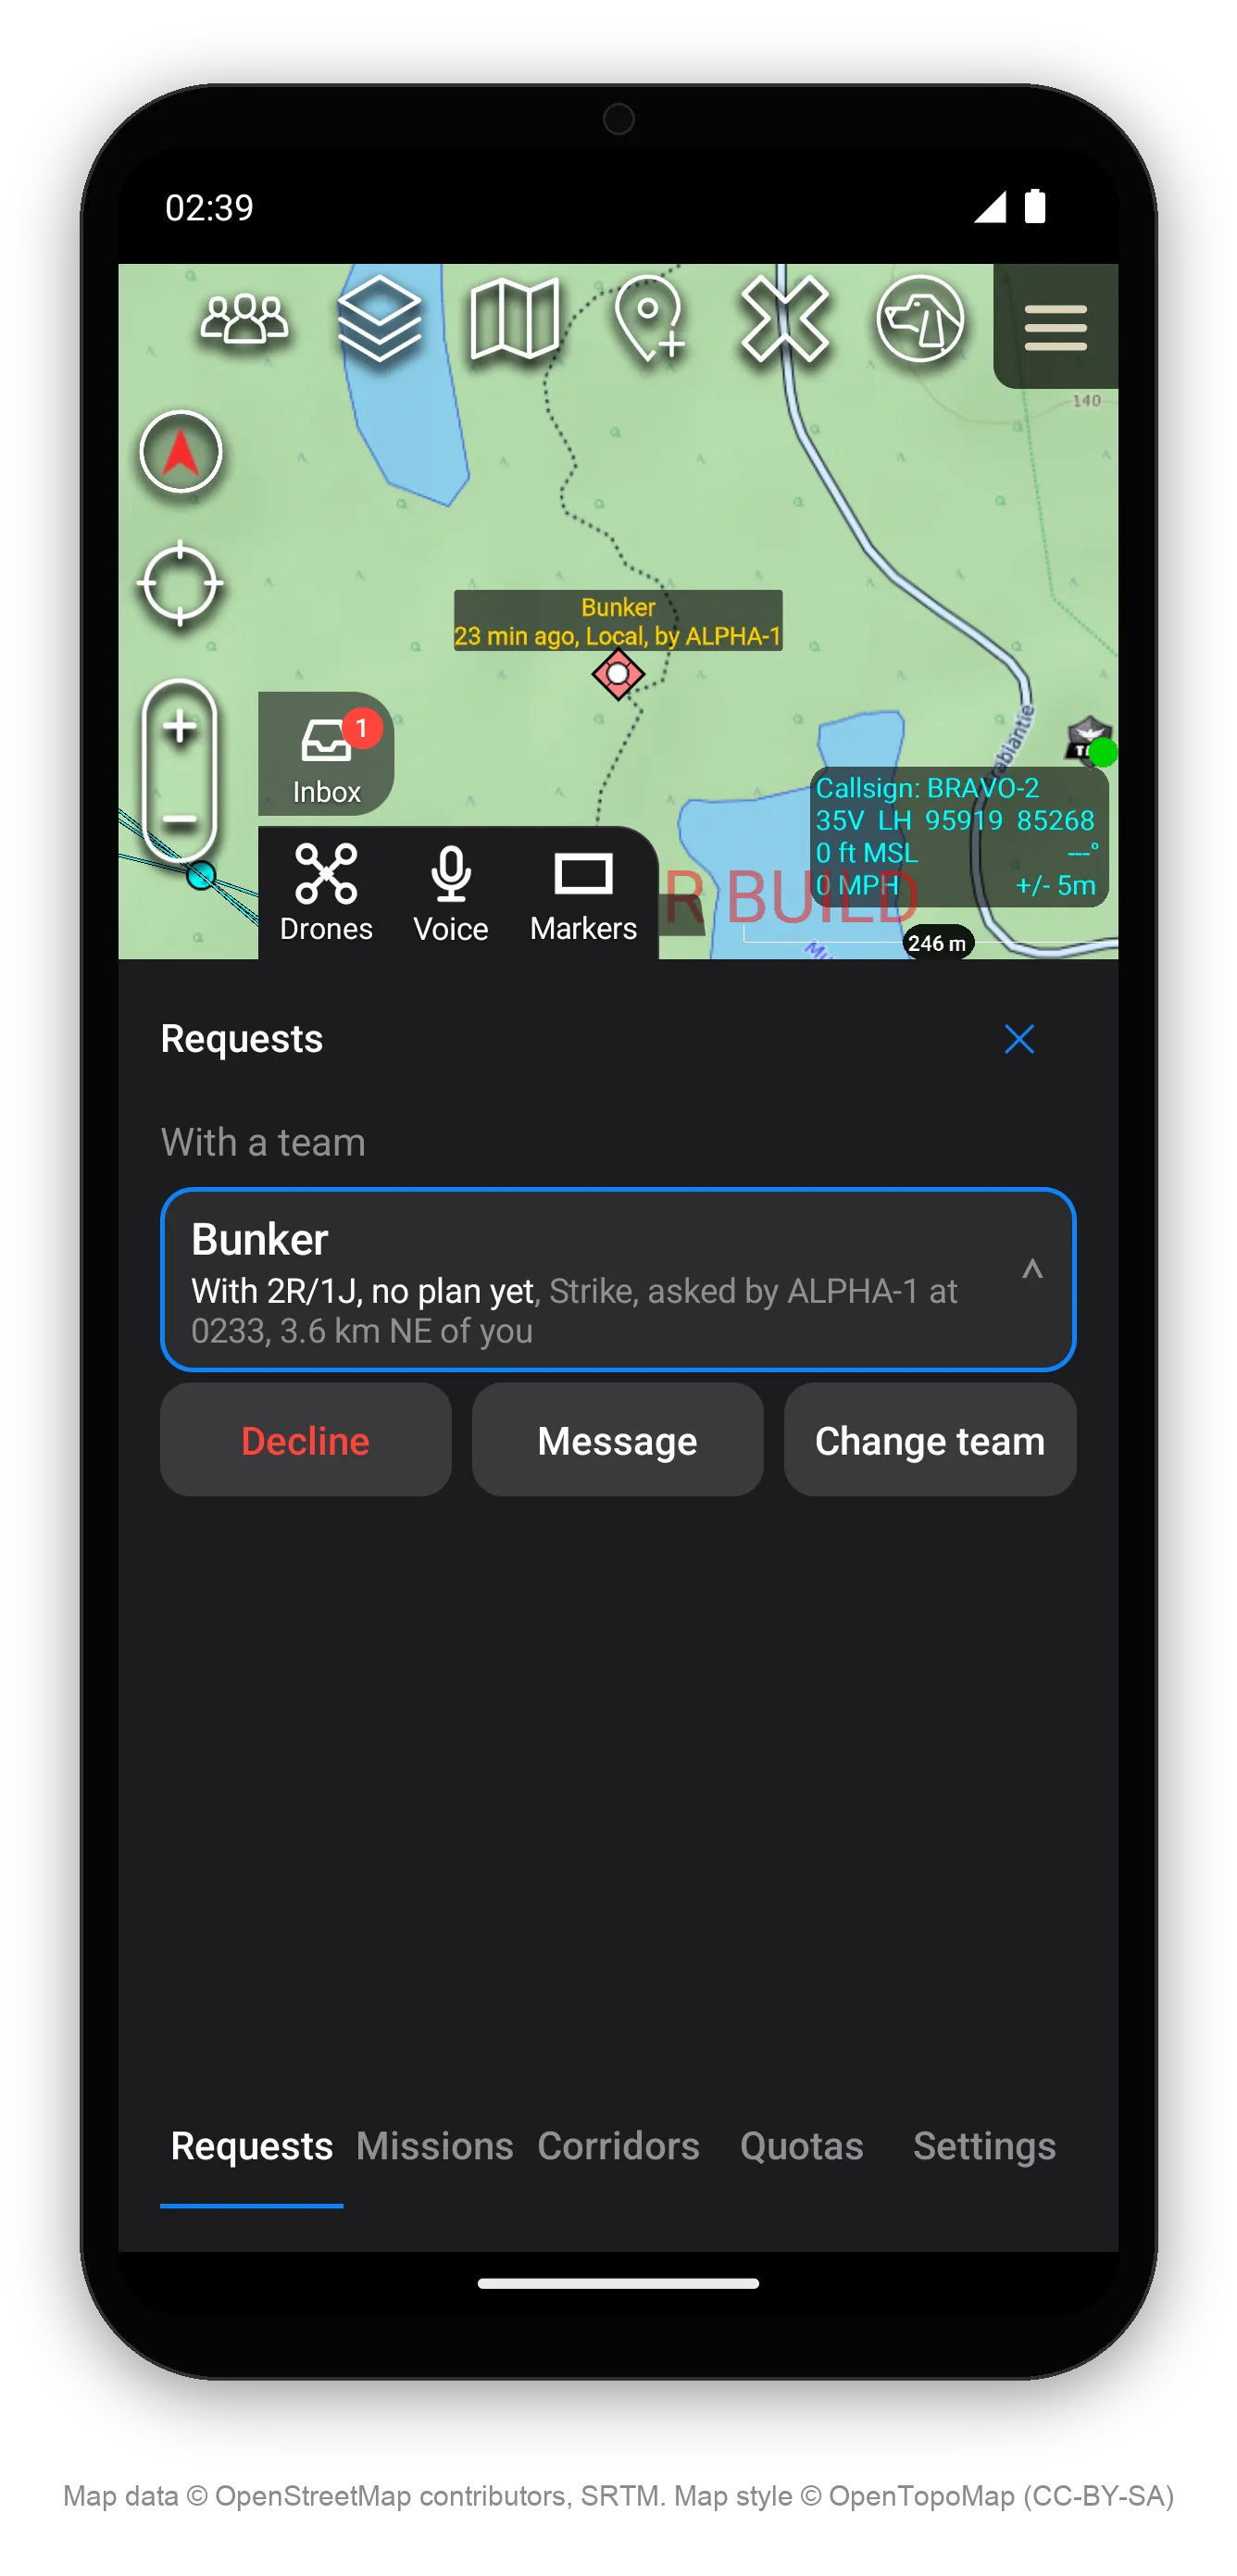 02:39
140
Bunker
23 min ago, Local, by ALPHA-1
1
Inbox
Callsign: BRAVO-2
35V LH 95919 85268
0 ft MSL ---°
0 MPH +/- 5m
R BUILD
246 m
Drones Voice Markers
Requests
With a team
Bunker
With 2R/1J, no plan yet, Strike, asked by ALPHA-1 at
0233, 3.6 km NE of you
Decline Message Change team
Requests Missions Corridors Quotas Settings
Map data © OpenStreetMap contributors, SRTM. Map style © OpenTopoMap (CC-BY-SA)